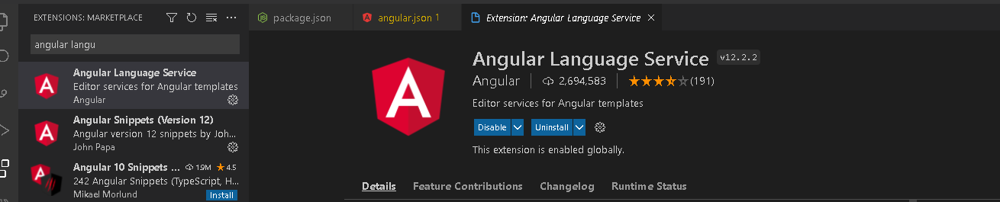 EXTENSIONS: MARKETPLACE
angular langu
Angular Language Service
Editor services for Angular templates
Angular
Angular Snippets (Version 12)
Angular version 12 snippets by Joh...
John Papa
Angular 10 Snippets ... 1.9M 4.5
242 Angular Snippets (TypeScript, H...
Mikael Morlund Install
package.json angular.json 1 Extension: Angular Language Service
Angular Language Service v12.2.2
Angular 2,694,583 (191)
Editor services for Angular templates
Disable Uninstall
This extension is enabled globally.
Details Feature Contributions Changelog Runtime Status